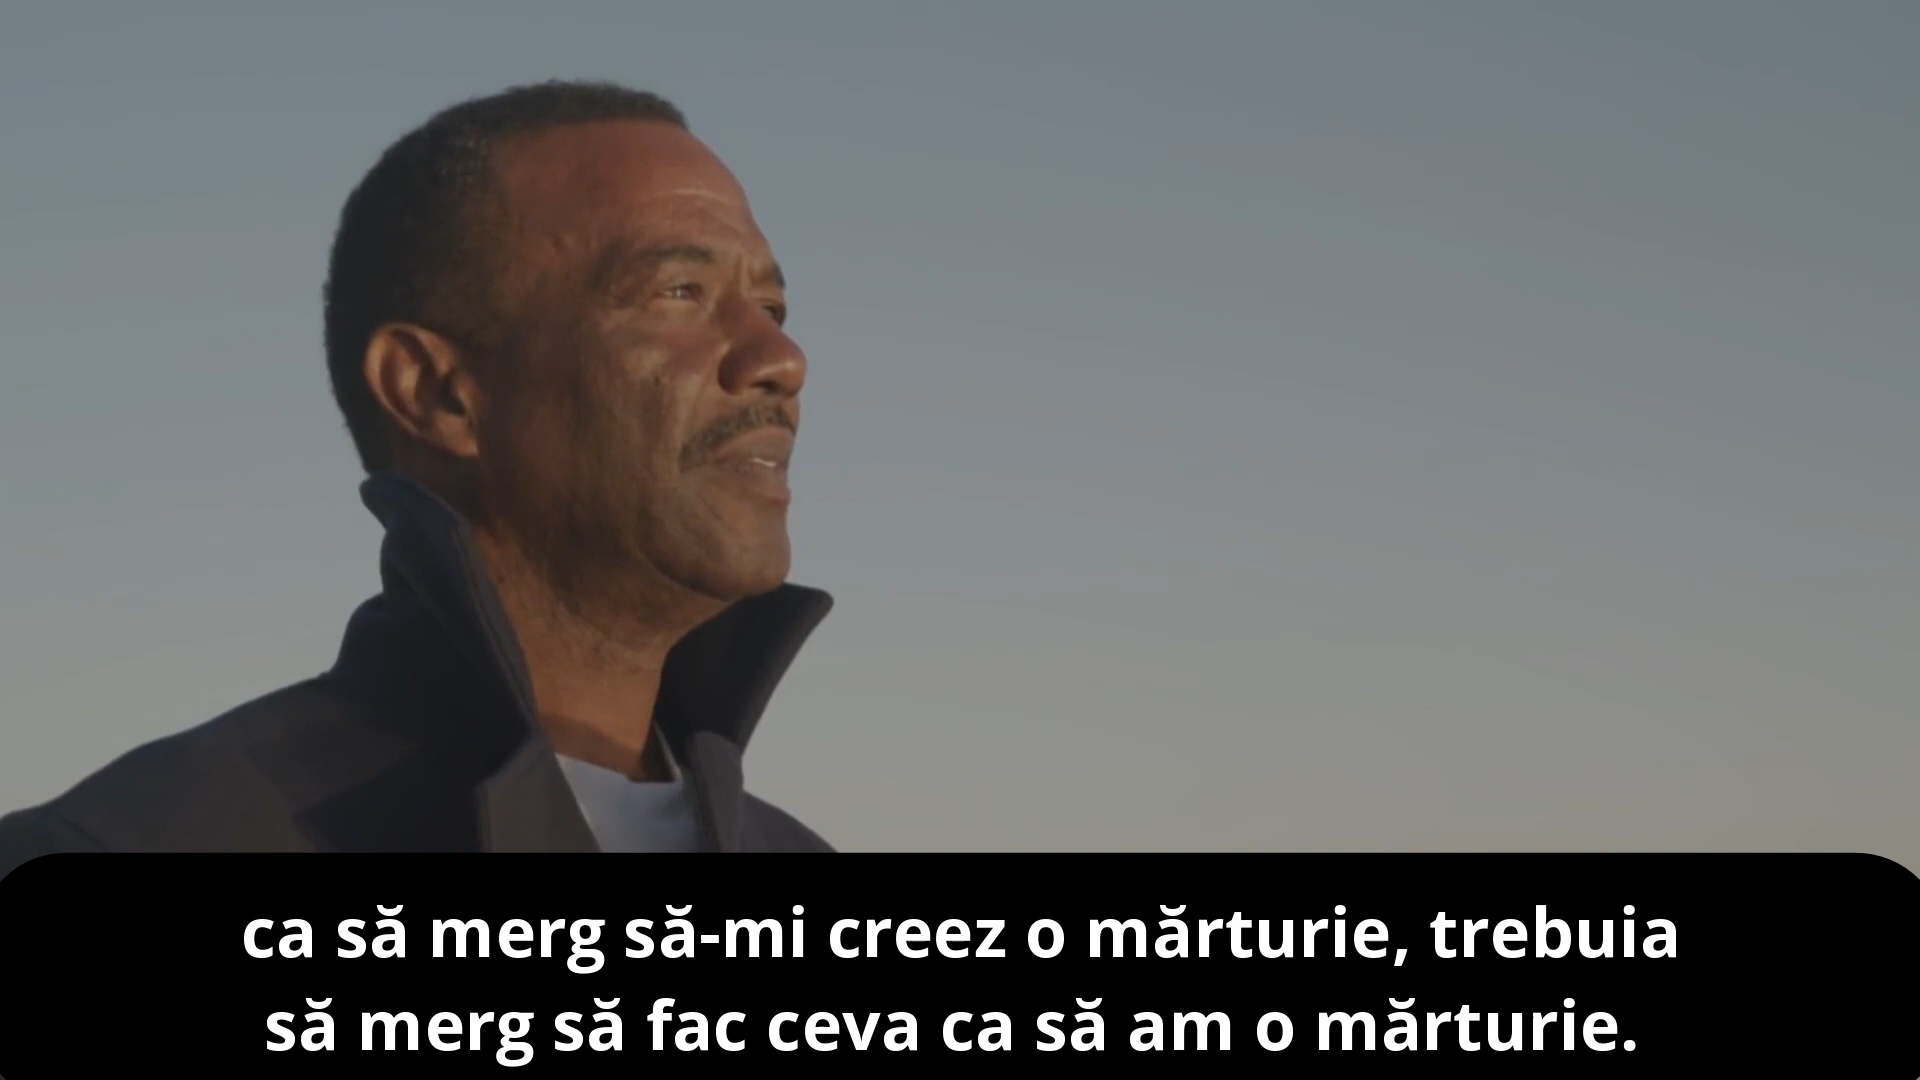 ca să merg să-mi creez o mărturie, trebuia
să merg să fac ceva ca să am o mărturie.